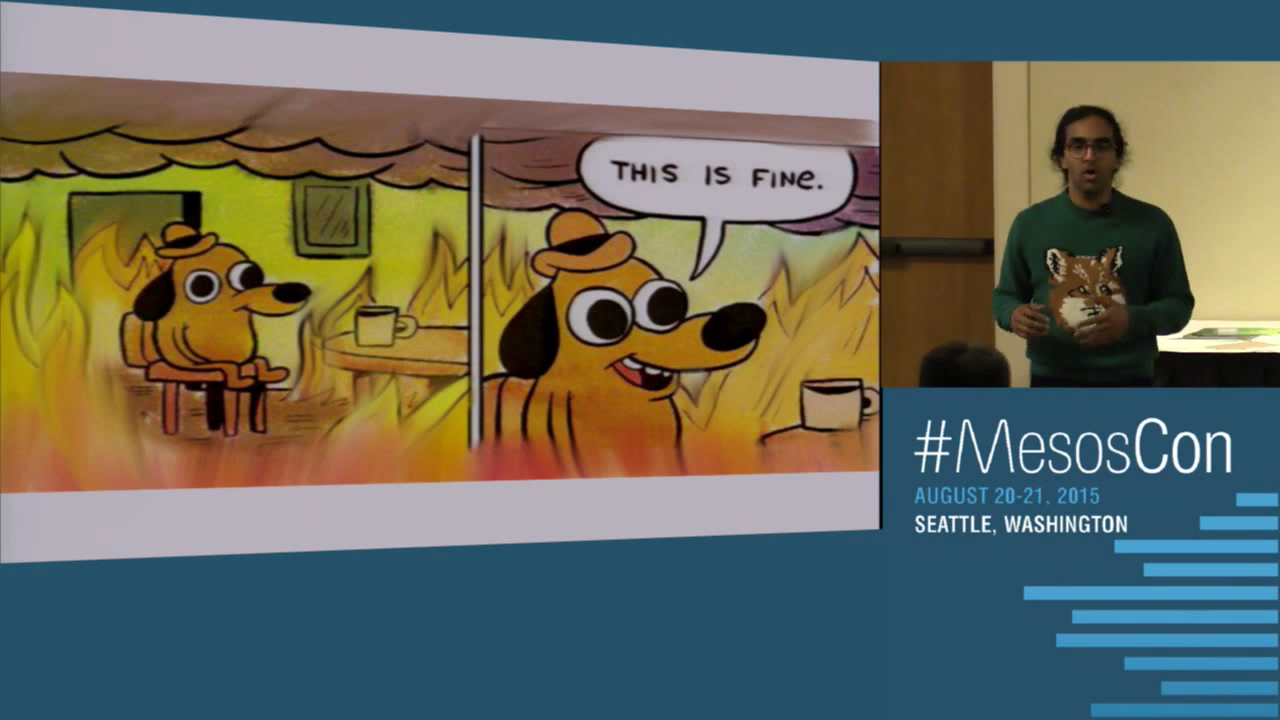 THIS IS FINE.
#MesosCon
AUGUST 20-21, 2015
SEATTLE, WASHINGTON